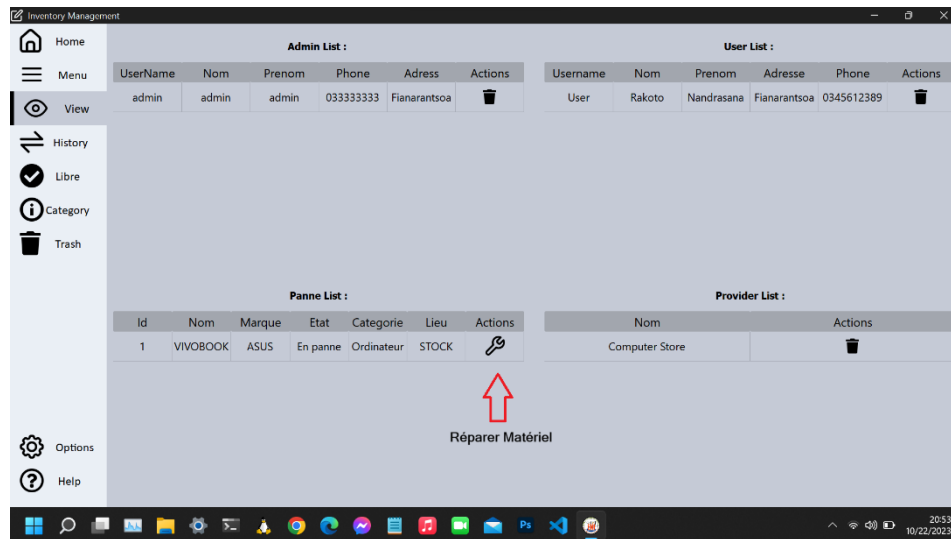 Inventory Management
Home
Menu
View
History
Libre
Category
Trash
Options
Help
Admin List :
UserName Nom Prenom Phone Adress Actions
admin admin admin 033333333 Fianarantsoa
User List :
Username Nom Prenom Adresse Phone Actions
User Rakoto Nandrasana Fianarantsoa 0345612389
Panne List :
Id Nom Marque Etat Categorie Lieu Actions
1 VIVOBOOK ASUS En panne Ordinateur STOCK
Réparer Matériel
Provider List :
Nom Actions
Computer Store
Ps
20:53
10/22/2023